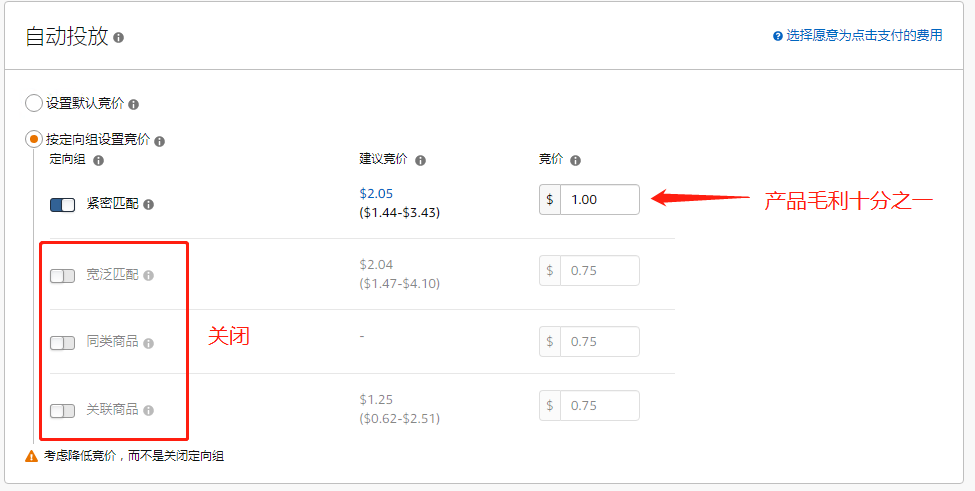 自动投放
选择愿意为点击支付的费用
设置默认竞价
按定向组设置竞价
定向组 建议竞价 竞价
紧密匹配 $2.05 $ 1.00 产品毛利十分之一
($1.44-$3.43)
宽泛匹配 $2.04 $ 0.75
($1.47-$4.10)
关闭
同类商品 - $ 0.75
关联商品 $1.25 $ 0.75
($0.62-$2.51)
考虑降低竞价，而不是关闭定向组